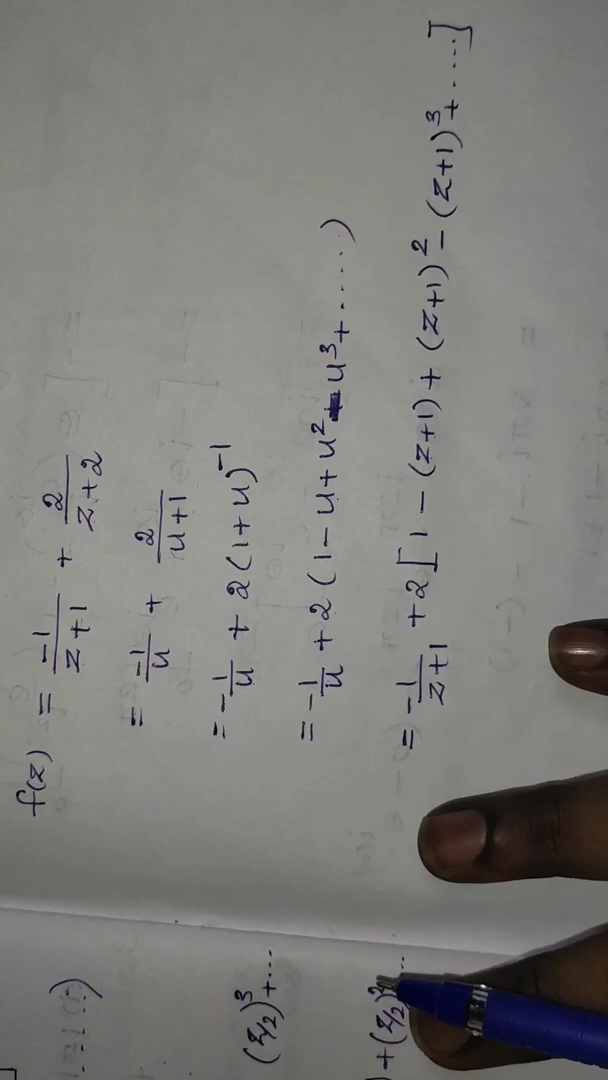 f(z) = -1/(z+1) + 2/(z+2)
= -1/u + 2/(u+1)
= -1/u + 2(1+u)^-1
= -1/u + 2(1-u+u^2-u^3+.....)
= -1/(z+1) + 2[1-(z+1)+(z+1)^2-(z+1)^3+....]
....)
(z/2)^3+...
)+(z/2)^2...